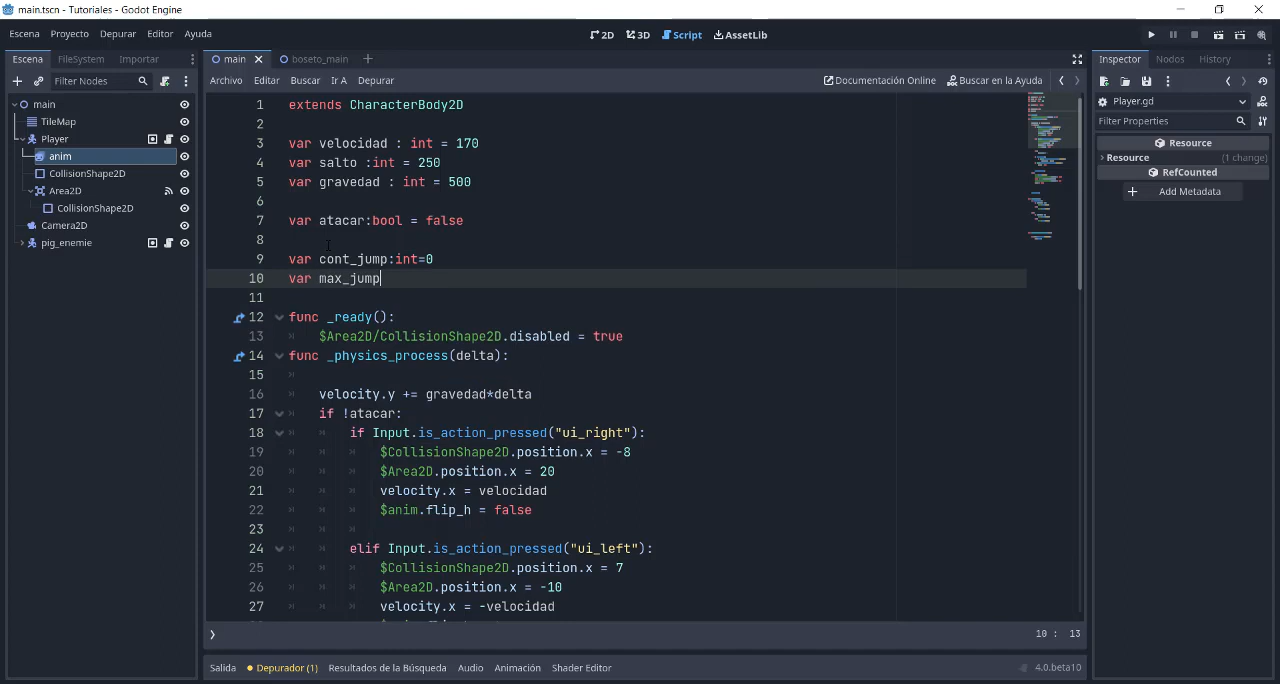 main.tscn - Tutoriales - Godot Engine
Escena Proyecto Depurar Editor Ayuda
2D 3D Script AssetLib
Escena FileSystem Importar
main boseto_main
Inspector Nodos History
Filter Nodes
Archivo Editar Buscar Ir A Depurar
Documentación Online Buscar en la Ayuda
main
TileMap
Player
anim
CollisionShape2D
Area2D
CollisionShape2D
Camera2D
pig_enemie
1 extends CharacterBody2D
2
3 var velocidad : int = 170
4 var salto :int = 250
5 var gravedad : int = 500
6
7 var atacar:bool = false
8
9 var cont_jump:int=0
10 var max_jump
11
12 func _ready():
13 $Area2D/CollisionShape2D.disabled = true
14 func _physics_process(delta):
15
16 velocity.y += gravedad*delta
17 if !atacar:
18 if Input.is_action_pressed("ui_right"):
19 $CollisionShape2D.position.x = -8
20 $Area2D.position.x = 20
21 velocity.x = velocidad
22 $anim.flip_h = false
23
24 elif Input.is_action_pressed("ui_left"):
25 $CollisionShape2D.position.x = 7
26 $Area2D.position.x = -10
27 velocity.x = -velocidad
10 : 13
Player.gd
Filter Properties
Resource
Resource (1 change)
RefCounted
Add Metadata
Salida Depurador (1) Resultados de la Búsqueda Audio Animación Shader Editor
4.0.beta10